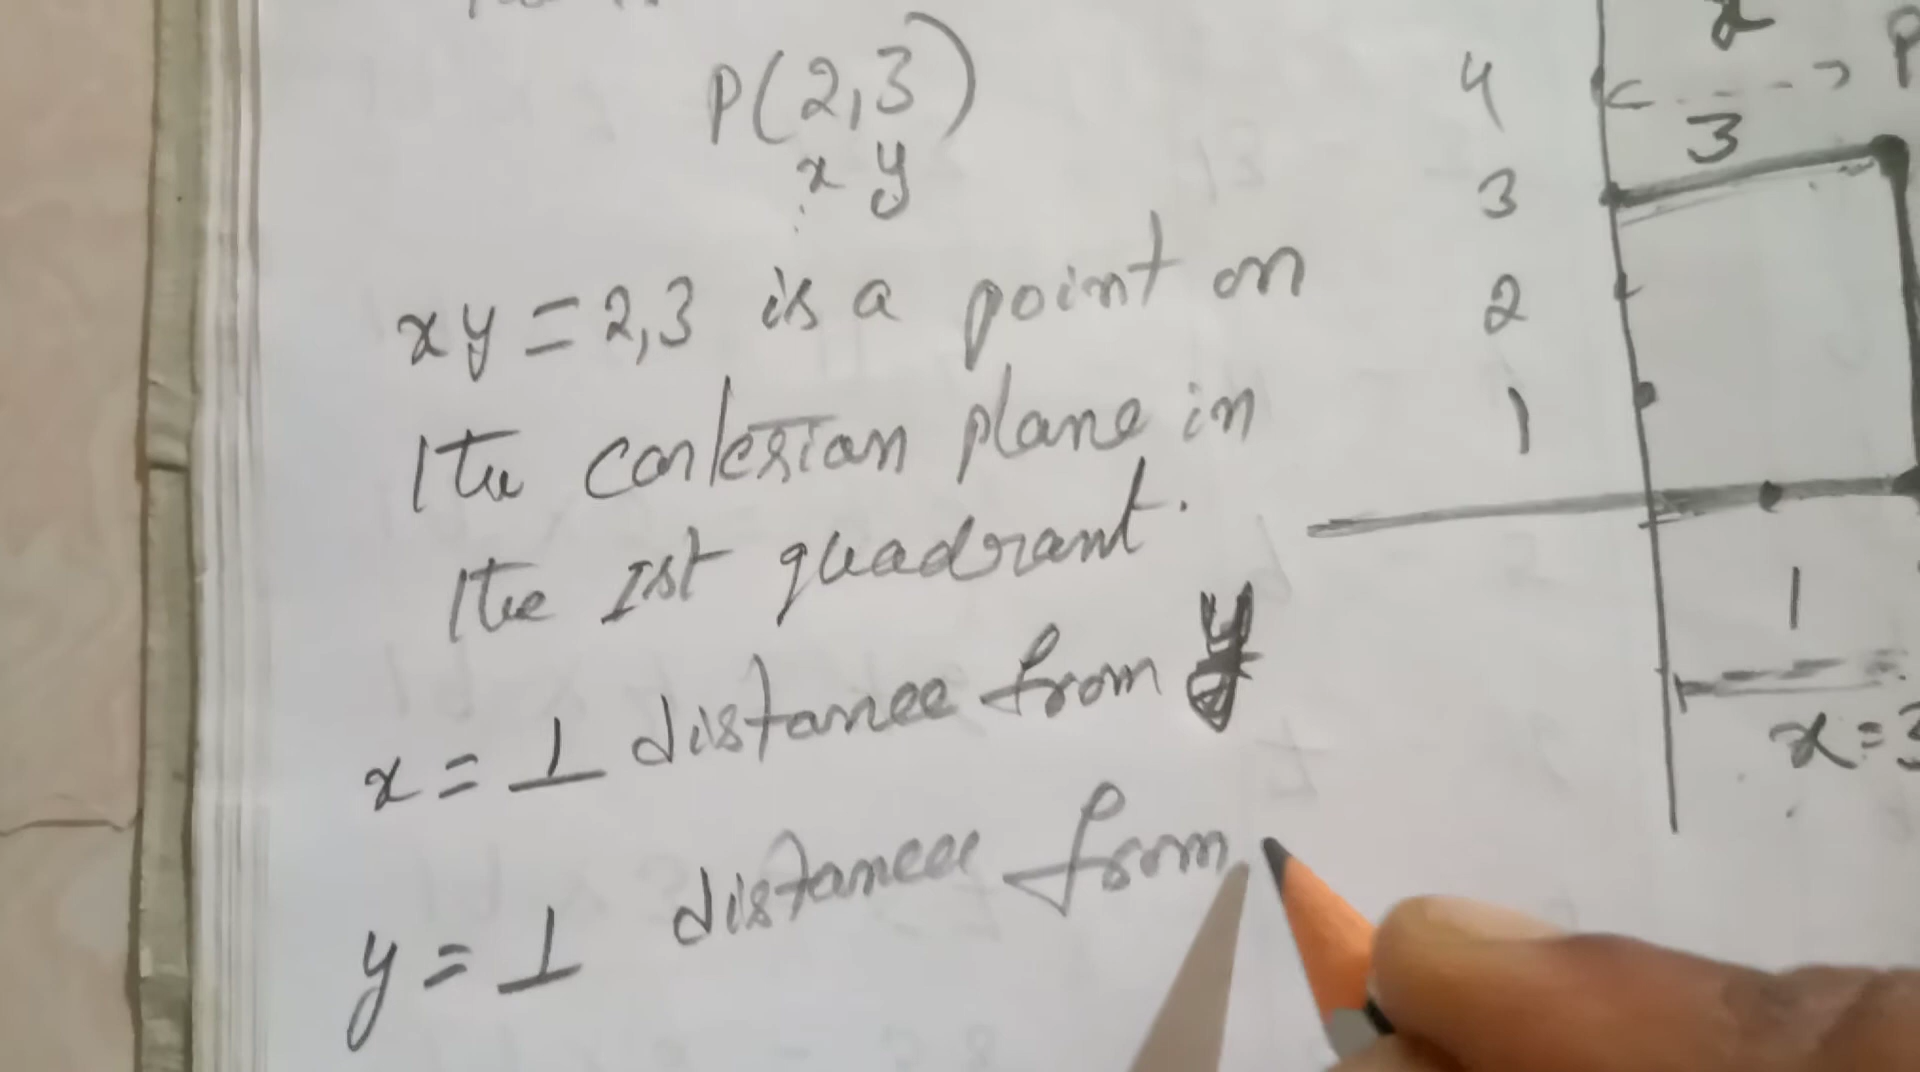 P(2,3)
x y
xy = 2,3 is a point on
the cartesian plane in
the Ist quadrant.
x = ⊥ distance from y
y = ⊥ distance from
x
P
4
3
3
2
1
1
x = 3